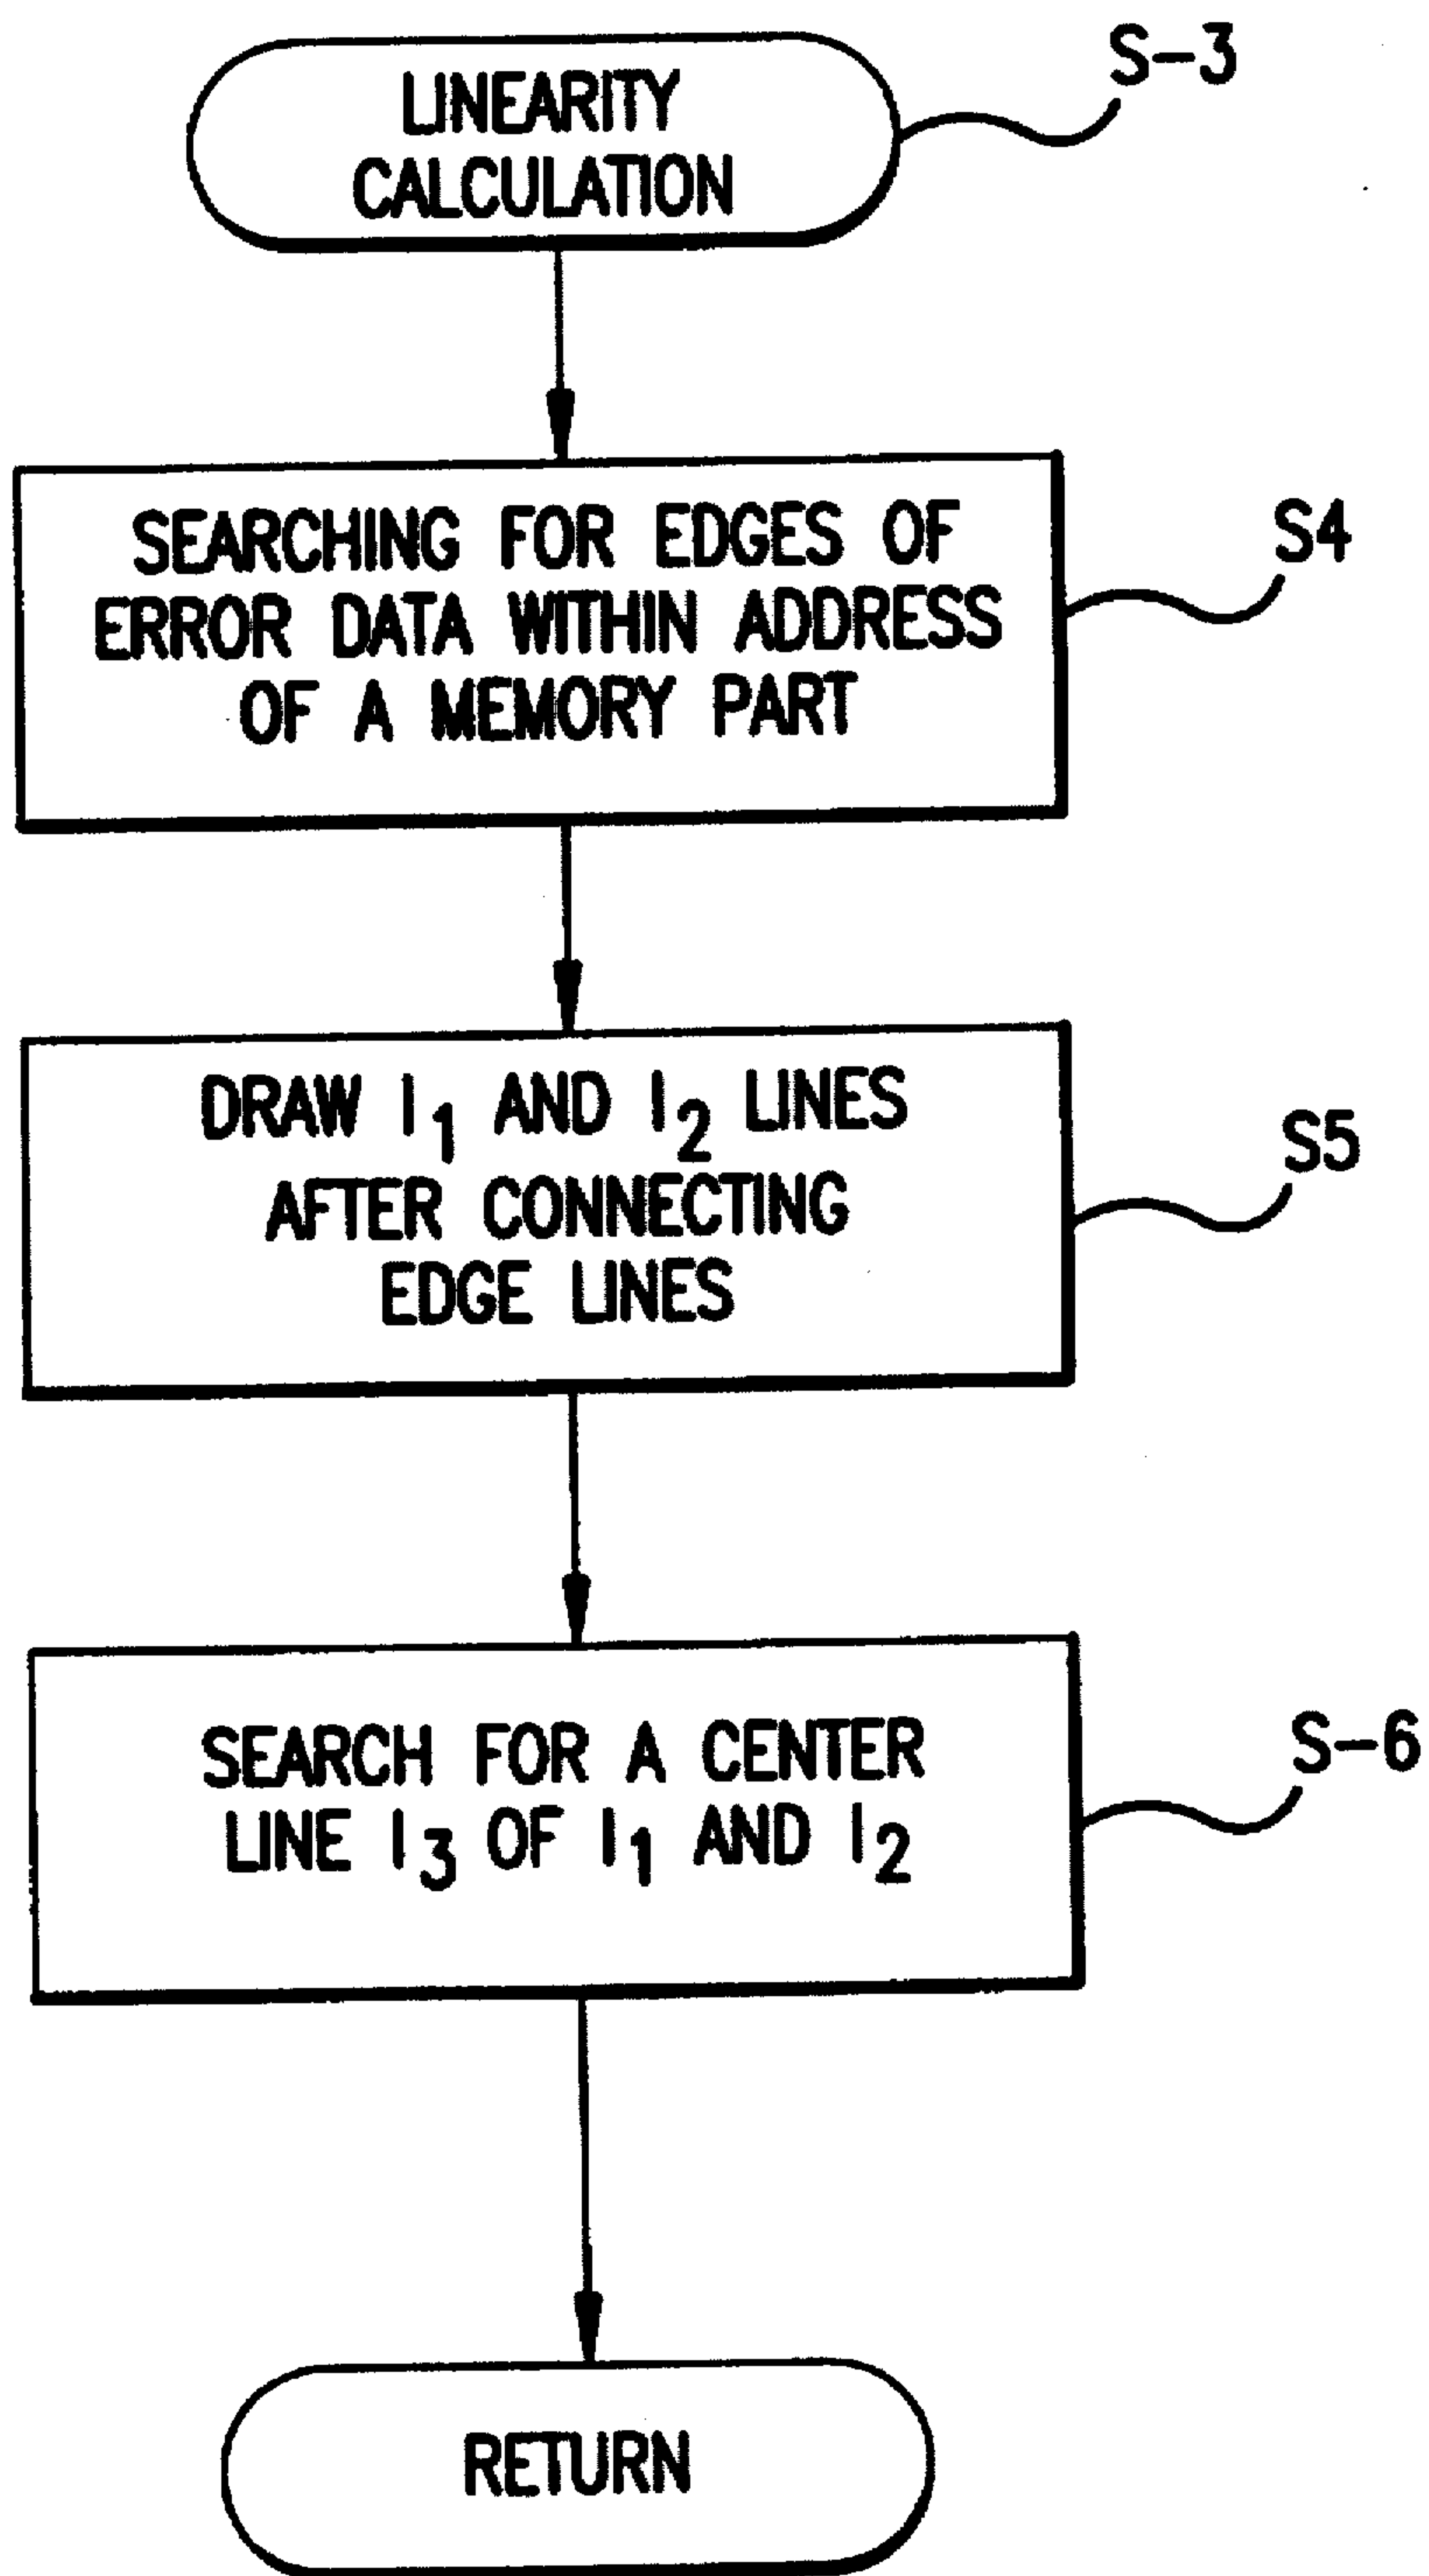 LINEARITY
CALCULATION
S-3
SEARCHING FOR EDGES OF
ERROR DATA WITHIN ADDRESS
OF A MEMORY PART
S4
DRAW l₁ AND l₂ LINES
AFTER CONNECTING
EDGE LINES
S5
SEARCH FOR A CENTER
LINE l₃ OF l₁ AND l₂
S-6
RETURN